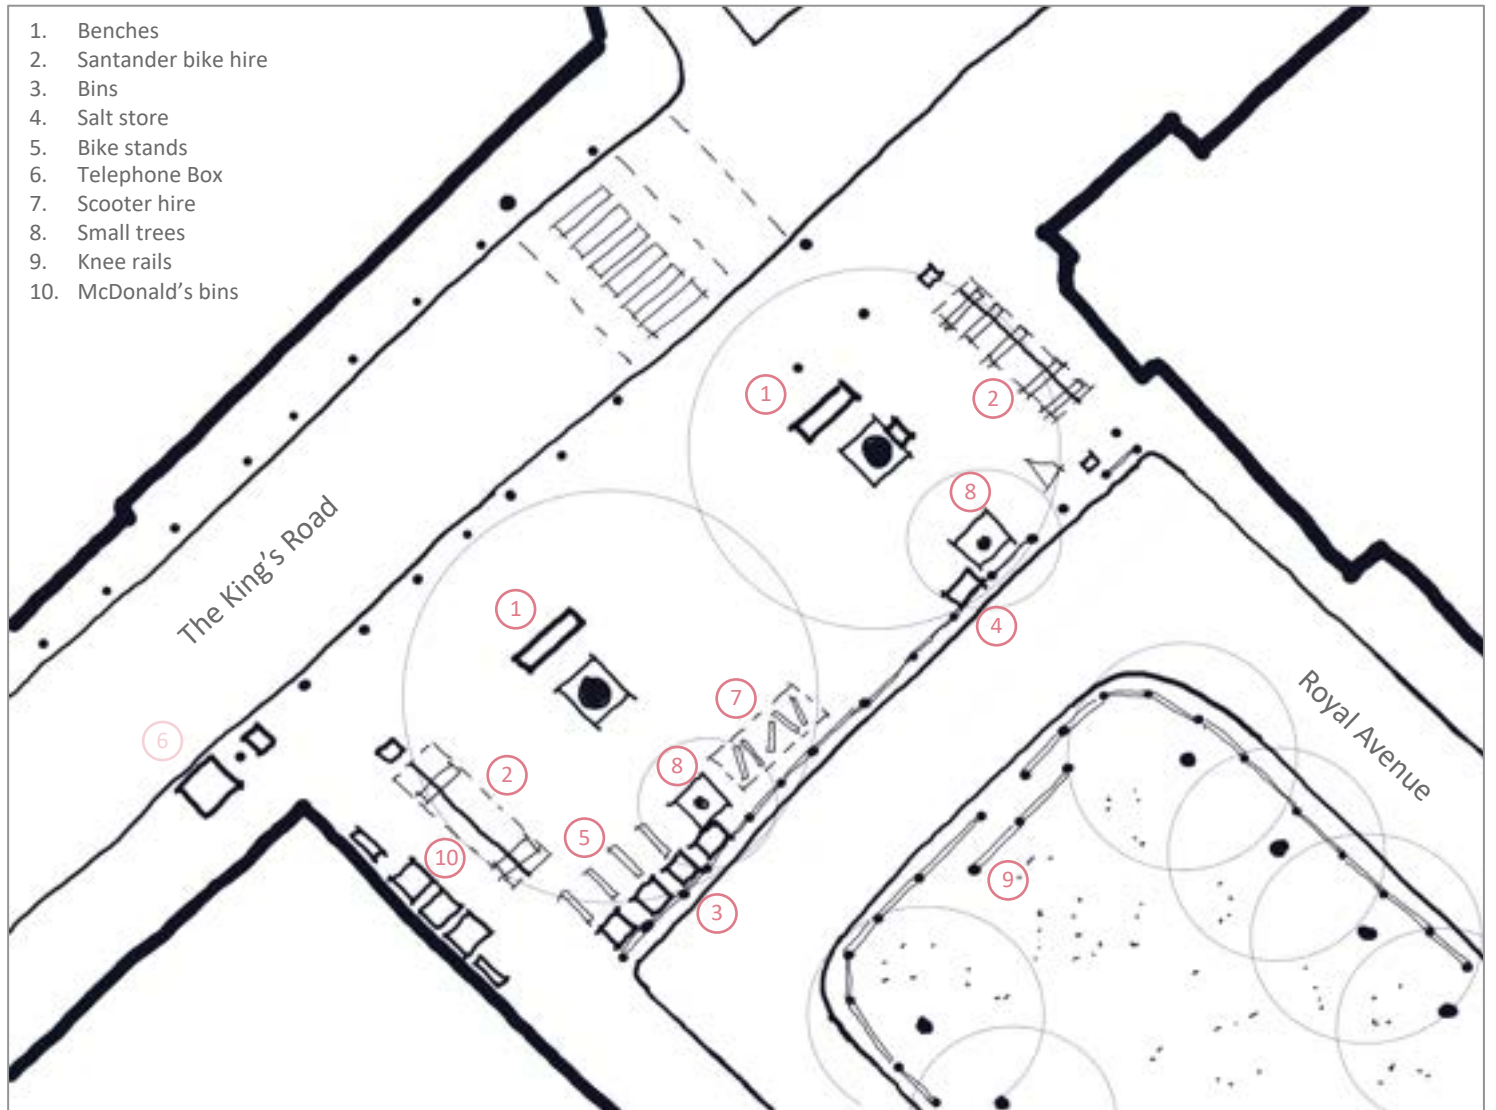 1. Benches
2. Santander bike hire
3. Bins
4. Salt store
5. Bike stands
6. Telephone Box
7. Scooter hire
8. Small trees
9. Knee rails
10. McDonald's bins
1
2
8
The King's Road
1
4
7
Royal Avenue
6
2
8
5
10
9
3